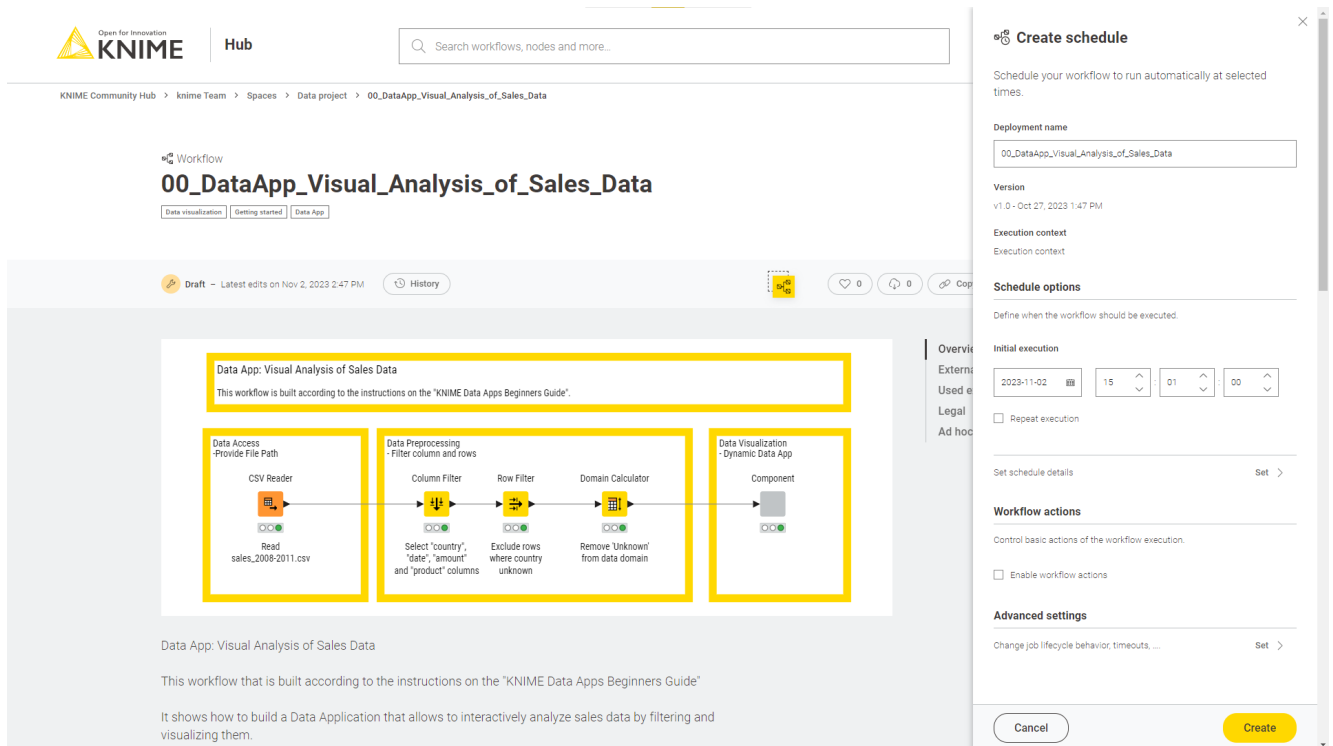 Open for Innovation
KNIME
Hub
Search workflows, nodes and more...
KNIME Community Hub > knime Team > Spaces > Data project > 00_DataApp_Visual_Analysis_of_Sales_Data
Workflow
00_DataApp_Visual_Analysis_of_Sales_Data
Data visualization Getting started Data App
Draft – Latest edits on Nov 2, 2023 2:47 PM
History
0
0
Cop
Data App: Visual Analysis of Sales Data
This workflow is built according to the instructions on the "KNIME Data Apps Beginners Guide".
Data Access
-Provide File Path
CSV Reader
Read
sales_2008-2011.csv
Data Preprocessing
- Filter column and rows
Column Filter
Select "country",
"date", "amount"
and "product" columns
Row Filter
Exclude rows
where country
unknown
Domain Calculator
Remove 'Unknown'
from data domain
Data Visualization
- Dynamic Data App
Component
Overvie
Externa
Used e
Legal
Ad hoc
Data App: Visual Analysis of Sales Data
This workflow that is built according to the instructions on the "KNIME Data Apps Beginners Guide"
It shows how to build a Data Application that allows to interactively analyze sales data by filtering and
visualizing them.
Create schedule
Schedule your workflow to run automatically at selected
times.
Deployment name
00_DataApp_Visual_Analysis_of_Sales_Data
Version
v1.0 - Oct 27, 2023 1:47 PM
Execution context
Execution context
Schedule options
Define when the workflow should be executed.
Initial execution
2023-11-02 15 : 01 : 00
Repeat execution
Set schedule details Set >
Workflow actions
Control basic actions of the workflow execution.
Enable workflow actions
Advanced settings
Change job lifecycle behavior, timeouts, ... Set >
Cancel
Create